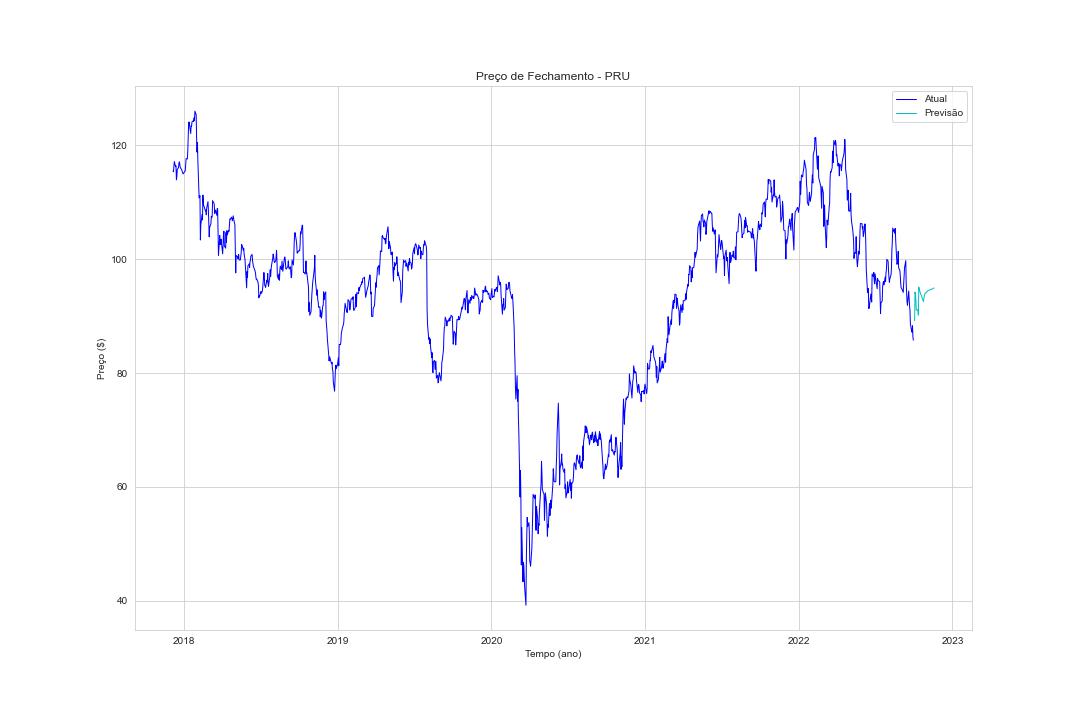 Preço de Fechamento - PRU
Atual
Previsão
120
100
80
60
40
Preço ($)
2018
2019
2020
2021
2022
2023
Tempo (ano)